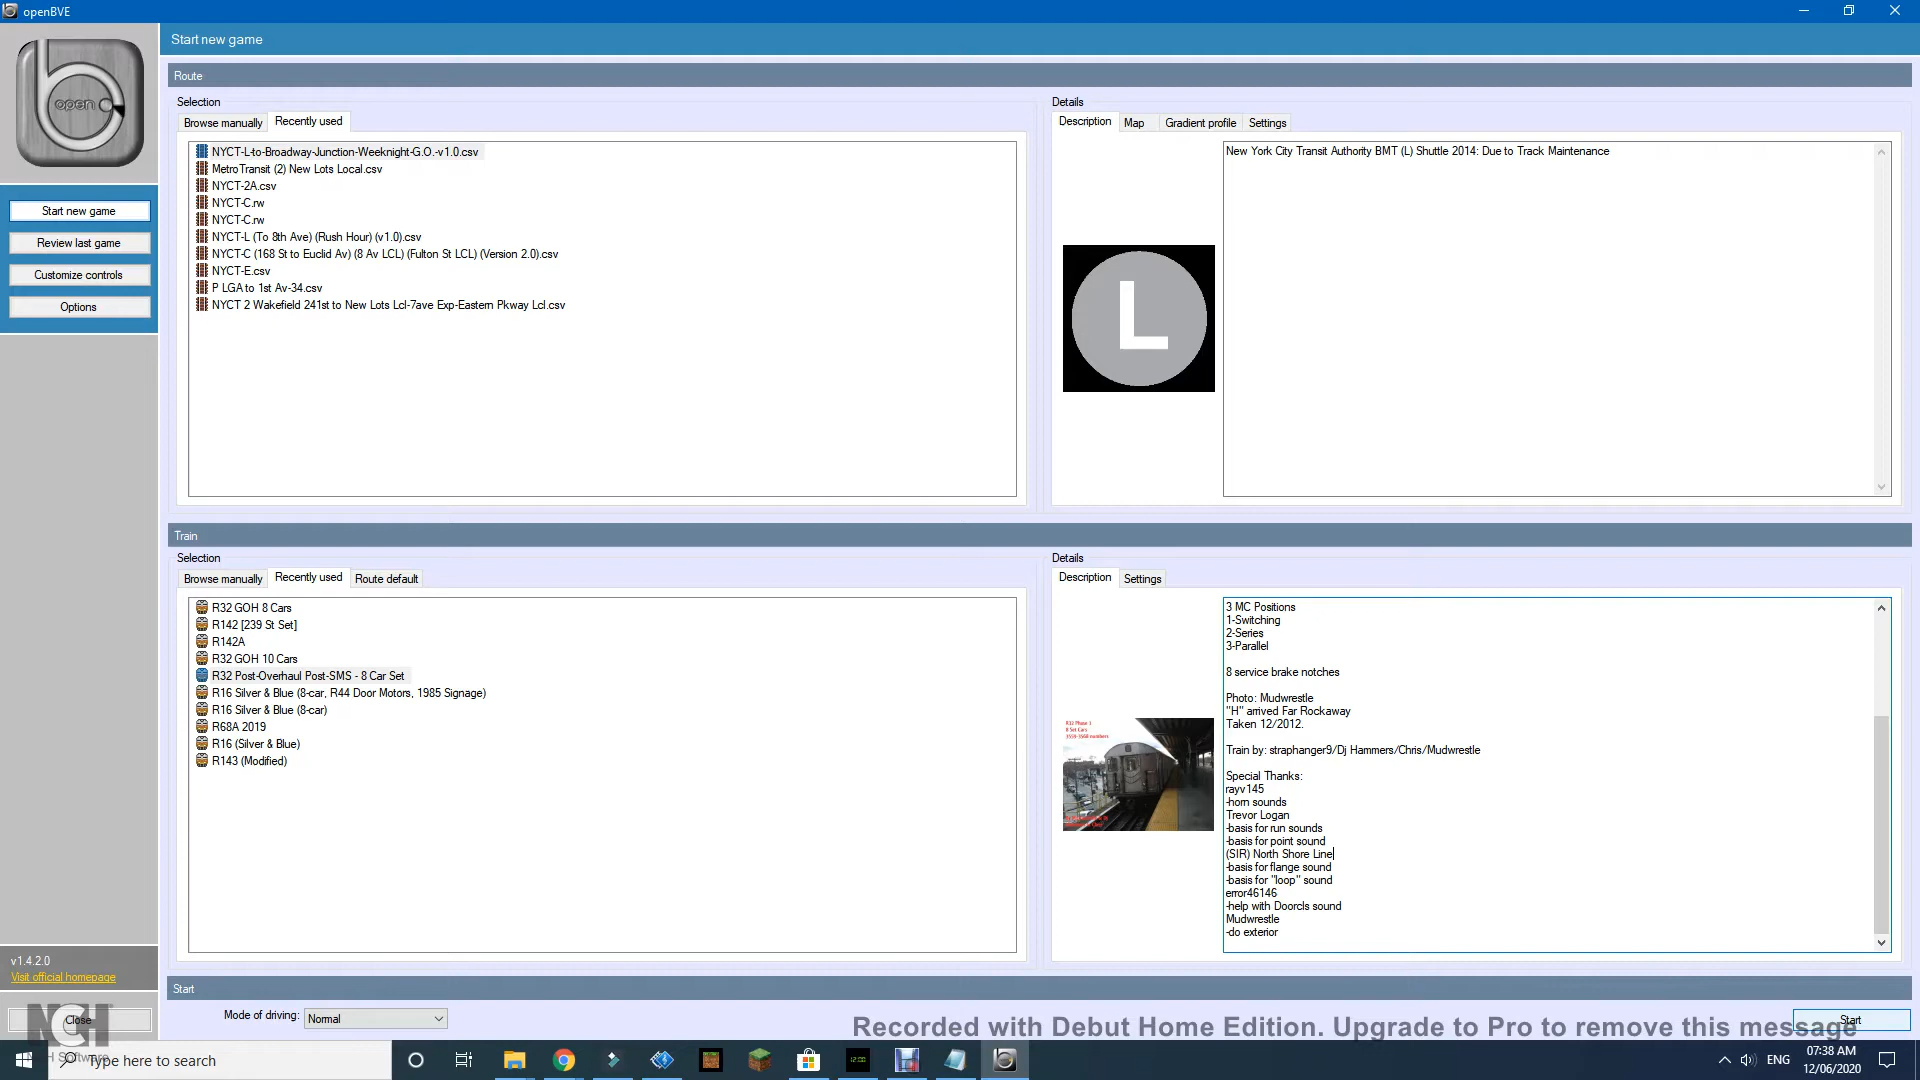 openBVE
Start new game
open
Route
Selection
Browse manually
Recently used
NYCT-L-to-Broadway-Junction-Weeknight-G.O.-v1.0.csv
MetroTransit (2) New Lots Local.csv
NYCT-2A.csv
NYCT-C.rw
NYCT-C.rw
NYCT-L (To 8th Ave) (Rush Hour) (v1.0).csv
NYCT-C (168 St to Euclid Av) (8 Av LCL) (Fulton St LCL) (Version 2.0).csv
NYCT-E.csv
P LGA to 1st Av-34.csv
NYCT 2 Wakefield 241st to New Lots Lcl-7ave Exp-Eastern Pkway Lcl.csv
Details
Description
Map
Gradient profile
Settings
New York City Transit Authority BMT (L) Shuttle 2014: Due to Track Maintenance
L
Start new game
Review last game
Customize controls
Options
Train
Selection
Browse manually
Recently used
Route default
R32 GOH 8 Cars
R142 [239 St Set]
R142A
R32 GOH 10 Cars
R32 Post-Overhaul Post-SMS - 8 Car Set
R16 Silver & Blue (8-car, R44 Door Motors, 1985 Signage)
R16 Silver & Blue (8-car)
R68A 2019
R16 (Silver & Blue)
R143 (Modified)
Details
Description
Settings
R32 Phase 1
8 Set Cars
3 MC Positions
1-Switching
2-Series
3-Parallel
8 service brake notches
Photo: Mudwrestle
"H" arrived Far Rockaway
Taken 12/2012.
Train by: straphanger9/Dj Hammers/Chris/Mudwrestle
Special Thanks:
rayv145
-horn sounds
Trevor Logan
-basis for run sounds
-basis for point sound
(SIR) North Shore Line
-basis for flange sound
-basis for "loop" sound
error46146
-help with Doorcls sound
Mudwrestle
-do exterior
v1.4.2.0
Visit official homepage
Close
NCH
Software
Start
Mode of driving:
Normal
Start
Recorded with Debut Home Edition. Upgrade to Pro to remove this message
Type here to search
12:00
ENG
07:38 AM
12/06/2020